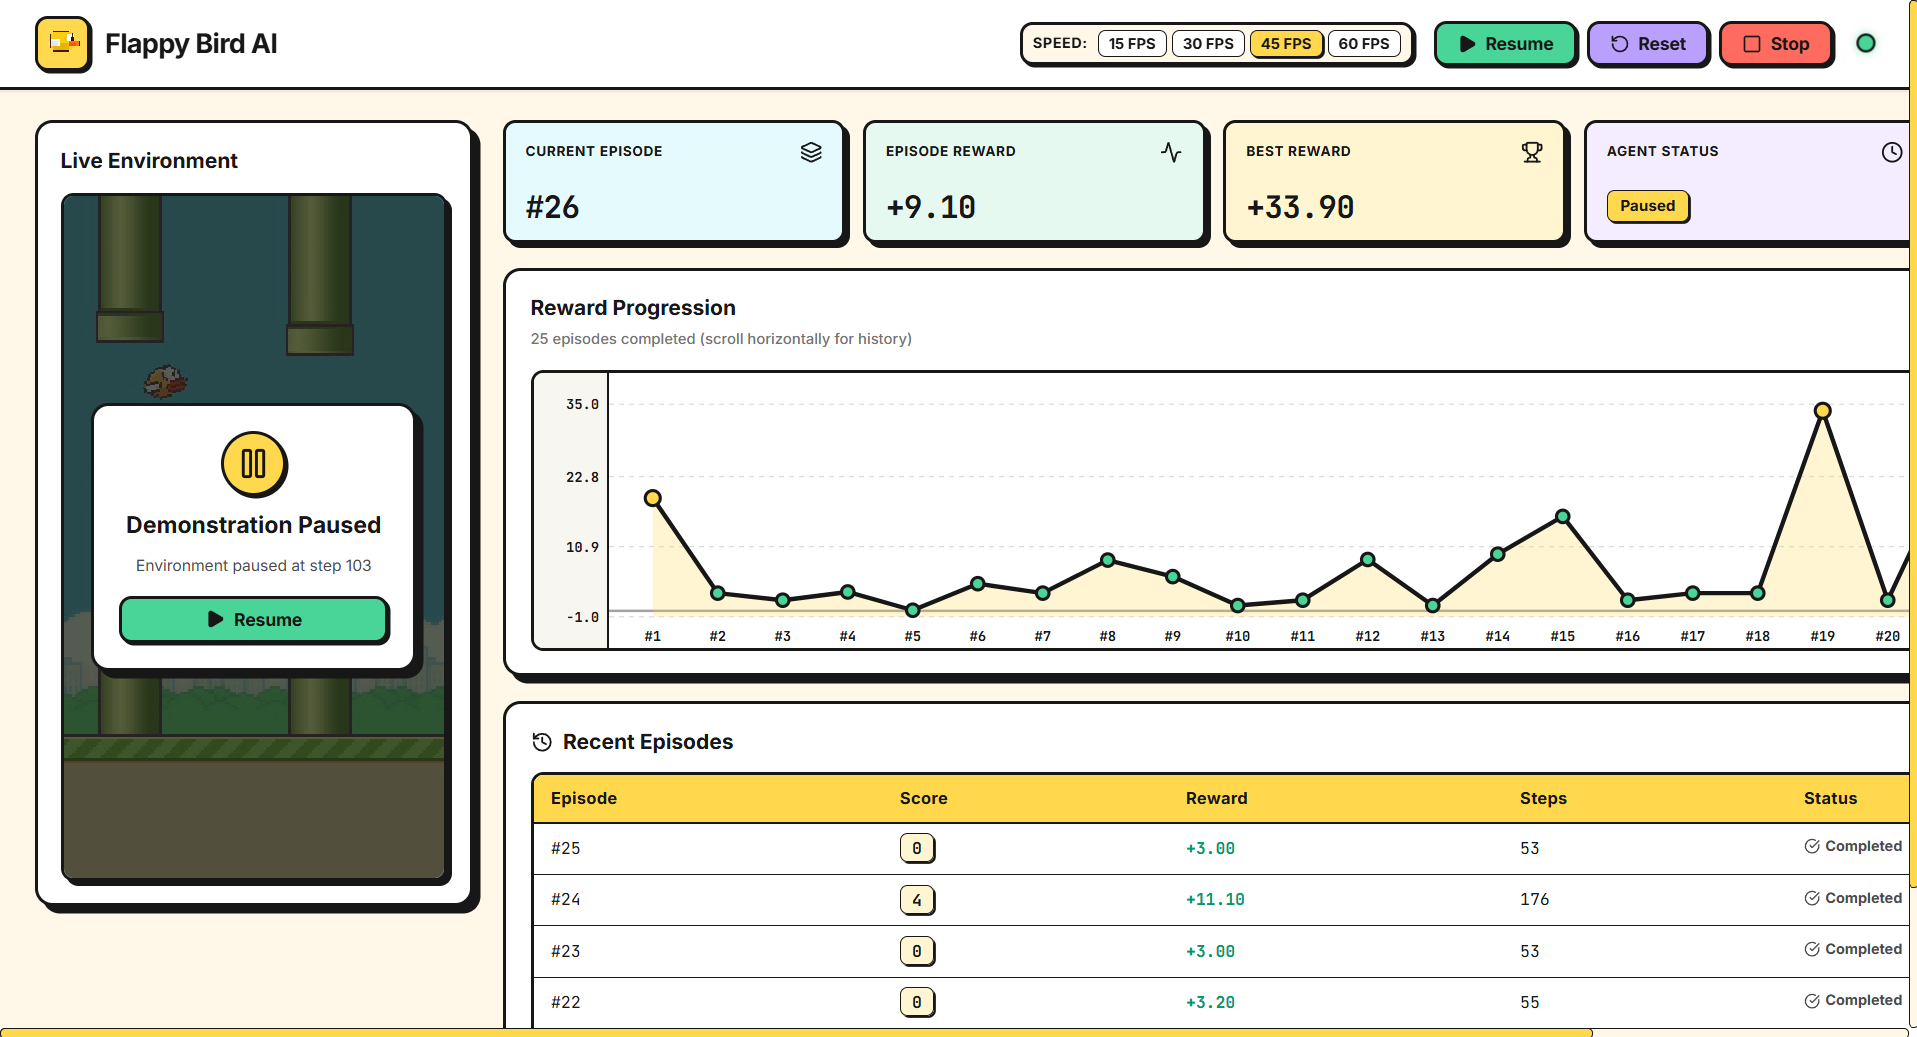 Flappy Bird AI
SPEED: 15 FPS 30 FPS 45 FPS 60 FPS
Resume
Reset
Stop
Live Environment
Demonstration Paused
Environment paused at step 103
Resume
CURRENT EPISODE
#26
EPISODE REWARD
+9.10
BEST REWARD
+33.90
AGENT STATUS
Paused
Reward Progression
25 episodes completed (scroll horizontally for history)
35.0
22.8
10.9
-1.0
#1 #2 #3 #4 #5 #6 #7 #8 #9 #10 #11 #12 #13 #14 #15 #16 #17 #18 #19 #20
Recent Episodes
Episode Score Reward Steps Status
#25 0 +3.00 53 Completed
#24 4 +11.10 176 Completed
#23 0 +3.00 53 Completed
#22 0 +3.20 55 Completed